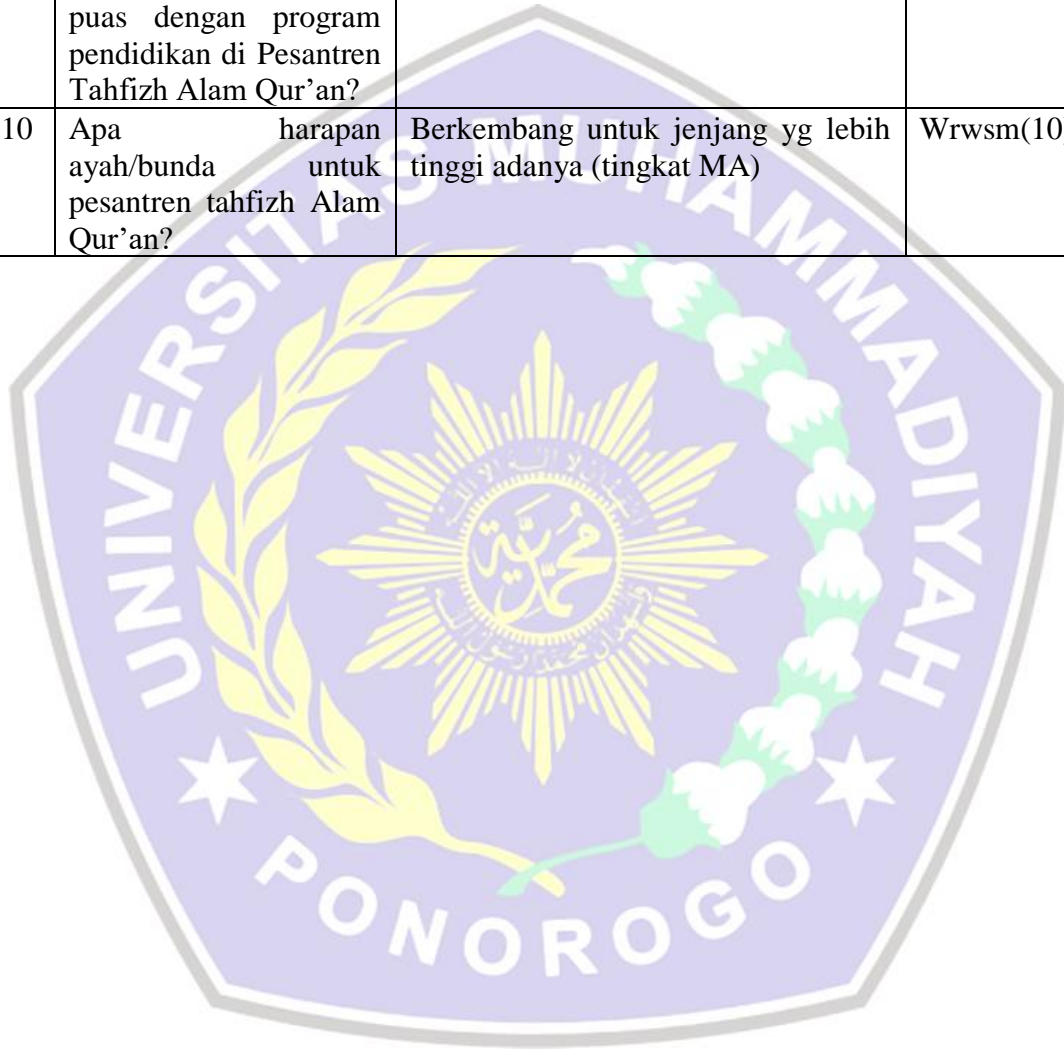 puas dengan program
pendidikan di Pesantren
Tahfizh Alam Qur’an?
10
Apa harapan
ayah/bunda untuk
pesantren tahfizh Alam
Qur’an?
Berkembang untuk jenjang yg lebih
tinggi adanya (tingkat MA)
Wrwsm(10
UNIVERSITAS MUHAMMADIYAH
PONOROGO
محمدية